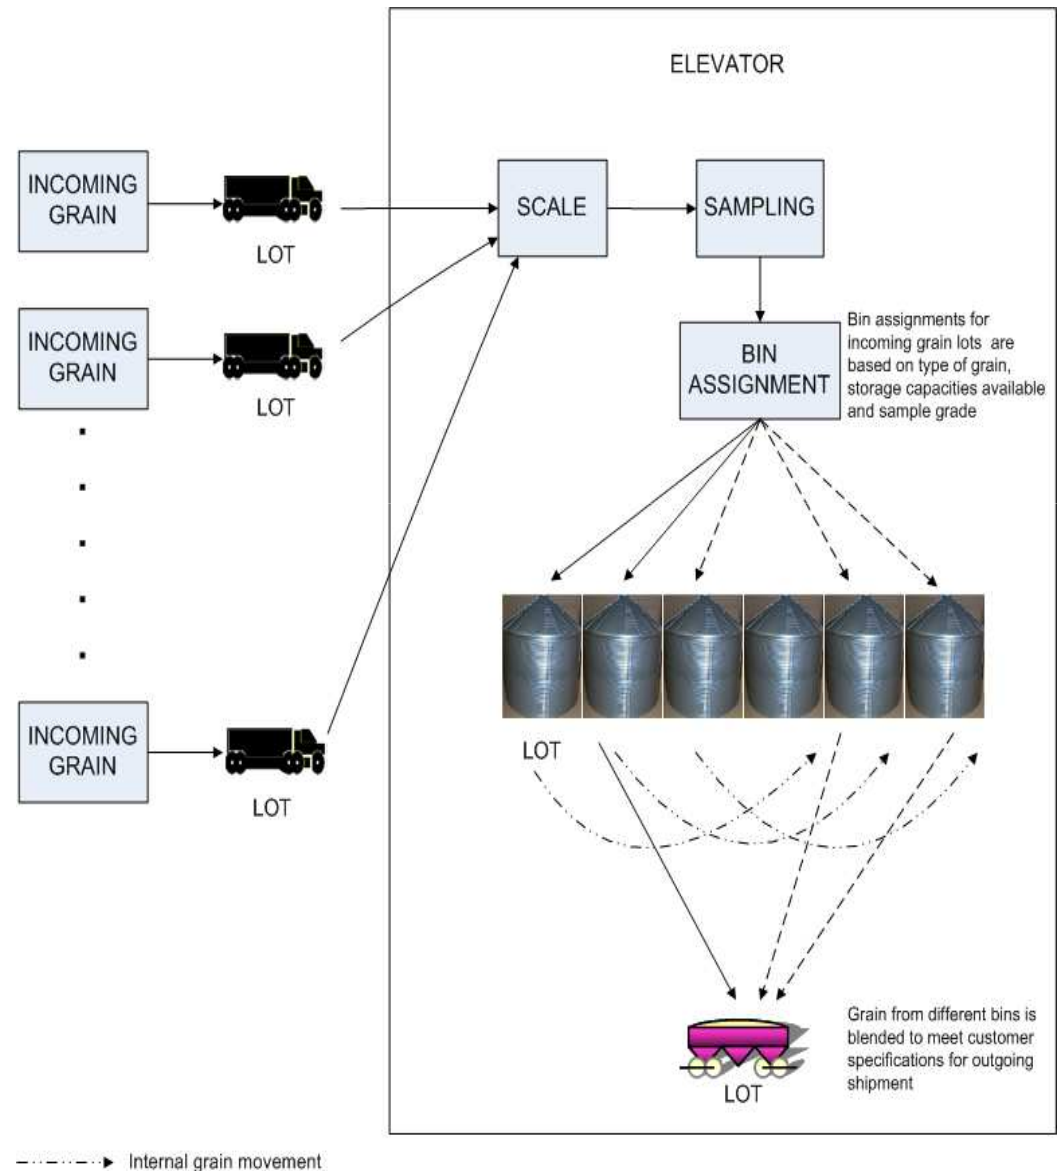 ELEVATOR
INCOMING
GRAIN
LOT
SCALE
SAMPLING
INCOMING
GRAIN
LOT
BIN
ASSIGNMENT
Bin assignments for
incoming grain lots are
based on type of grain,
storage capacities available
and sample grade
INCOMING
GRAIN
LOT
LOT
Grain from different bins is
blended to meet customer
specifications for outgoing
shipment
LOT
Internal grain movement